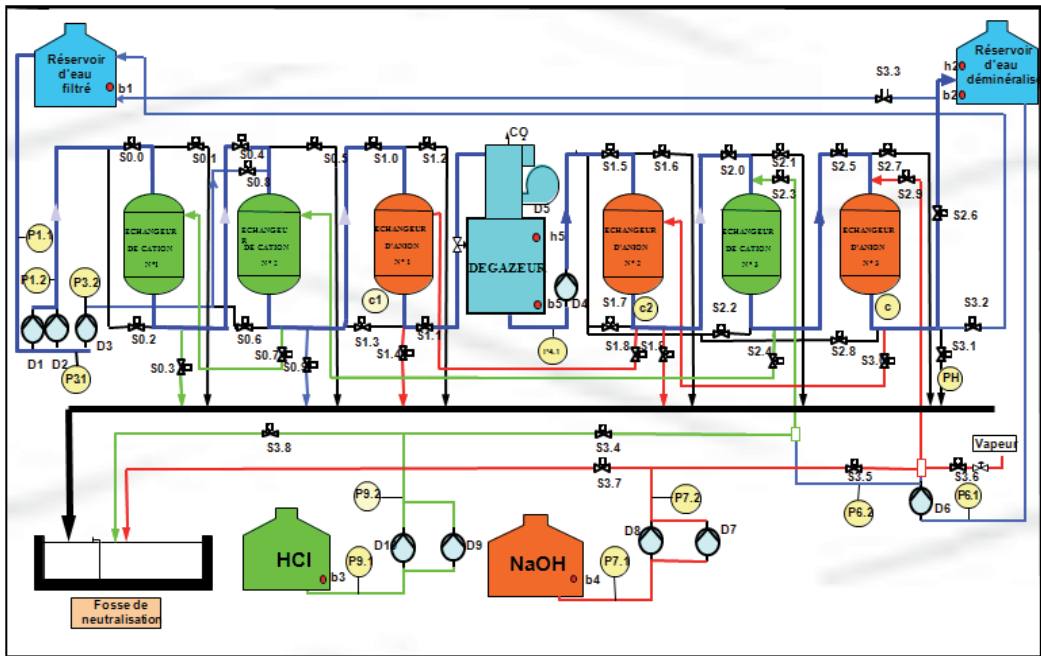 Réservoir
d'eau
filtré
b1
Réservoir
d'eau
déminéralisé
h2
b2
S3.3
CO2
S0.0
S0.1
S0.4
S0.5
S0.8
S1.0
S1.2
S1.5
S1.6
S2.0
S2.1
S2.3
S2.5
S2.7
S2.9
S2.6
D5
P1.1
P1.2
P3.2
ECHANGEUR
DE CATION
N°1
ECHANGEU
R
DE CATION
N° 2
ECHANGEUR
D'ANION
N° 1
DEGAZEUR
h5
b5
ECHANGEUR
D'ANION
N° 2
ECHANGEUR
DE CATION
N° 3
ECHANGEUR
D'ANION
N° 3
c1
c2
c
D4
P4.1
D1
D2
D3
P31
S0.2
S0.3
S0.6
S0.7
S0.9
S1.3
S1.4
S1.1
S1.7
S1.8
S2.2
S2.4
S2.8
S3.2
S3.1
PH
S3.8
S3.4
S3.7
S3.5
S3.6
Vapeur
P9.2
P7.2
P6.2
P6.1
D6
HCl
b3
P9.1
D9
NaOH
b4
P7.1
D8
D7
Fosse de
neutralisation